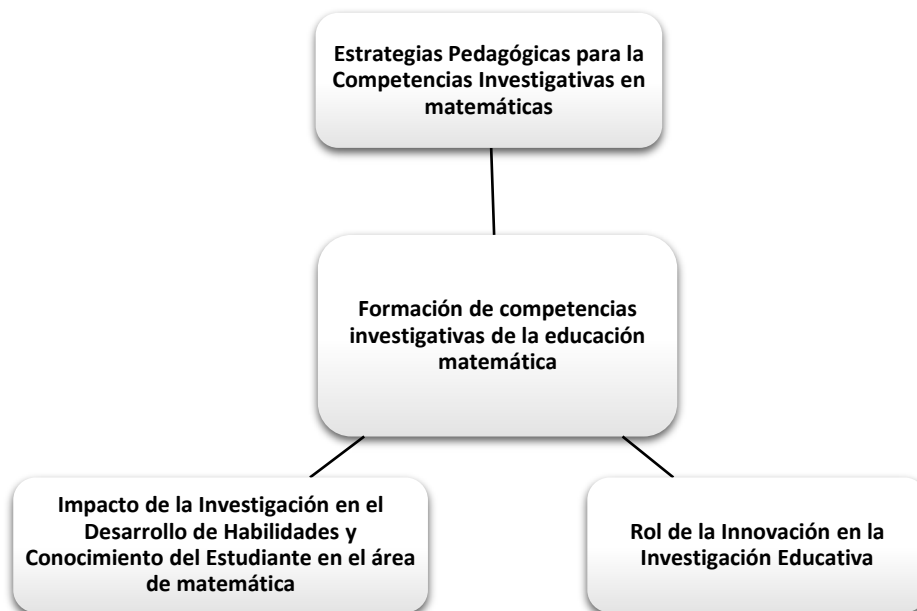 Estrategias Pedagógicas para la
Competencias Investigativas en
matemáticas
Formación de competencias
investigativas de la educación
matemática
Impacto de la Investigación en el
Desarrollo de Habilidades y
Conocimiento del Estudiante en el área
de matemática
Rol de la Innovación en la
Investigación Educativa